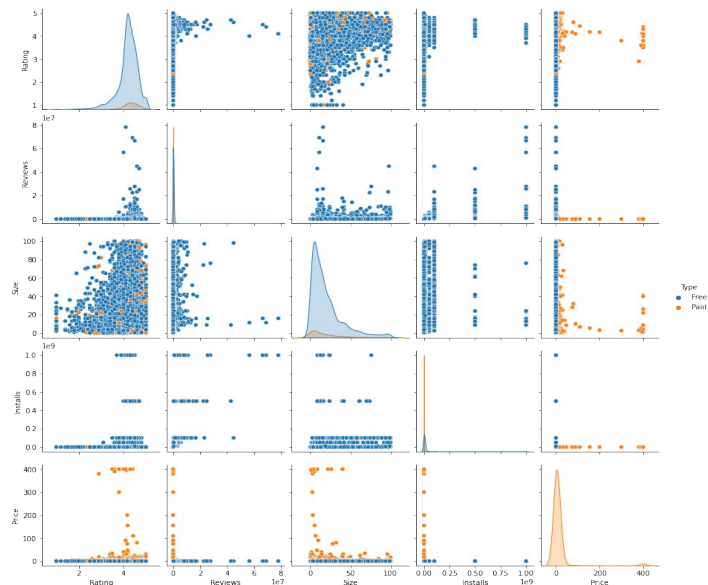 5
4
3
2
1
Rating
1e7
8
6
4
2
0
Reviews
100
80
60
40
20
0
Size
Type
Free
Paid
1e9
1.0
0.8
0.6
0.4
0.2
0.0
Installs
400
300
200
100
0
Price
2 4
Rating
0 2 4 6 8
1e7
Reviews
0 50 100
Size
0.00 0.25 0.50 0.75 1.00
1e9
Installs
0 200 400
Price